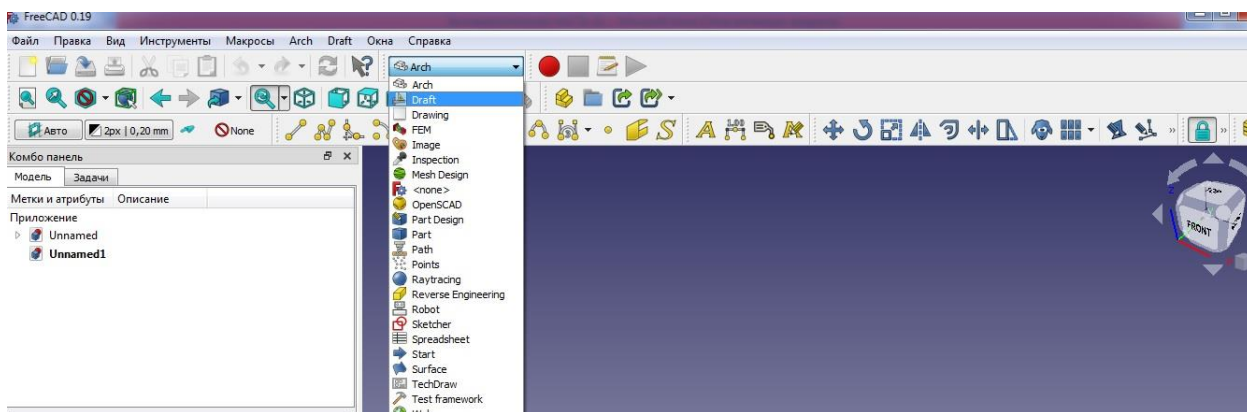 FreeCAD 0.19
Файл Правка Вид Инструменты Макросы Arch Draft Окна Справка
Arch
Arch
Draft
Авто 2px | 0,20 mm None
Drawing
FEM
Image
Комбо панель
Inspection
Модель Задачи
Mesh Design
<none>
Метки и атрибуты Описание
OpenSCAD
Приложение
Part Design
Unnamed
Part
Unnamed1
Path
Points
Raytracing
Reverse Engineering
Robot
Sketcher
Spreadsheet
Start
Surface
TechDraw
Test framework
FRONT